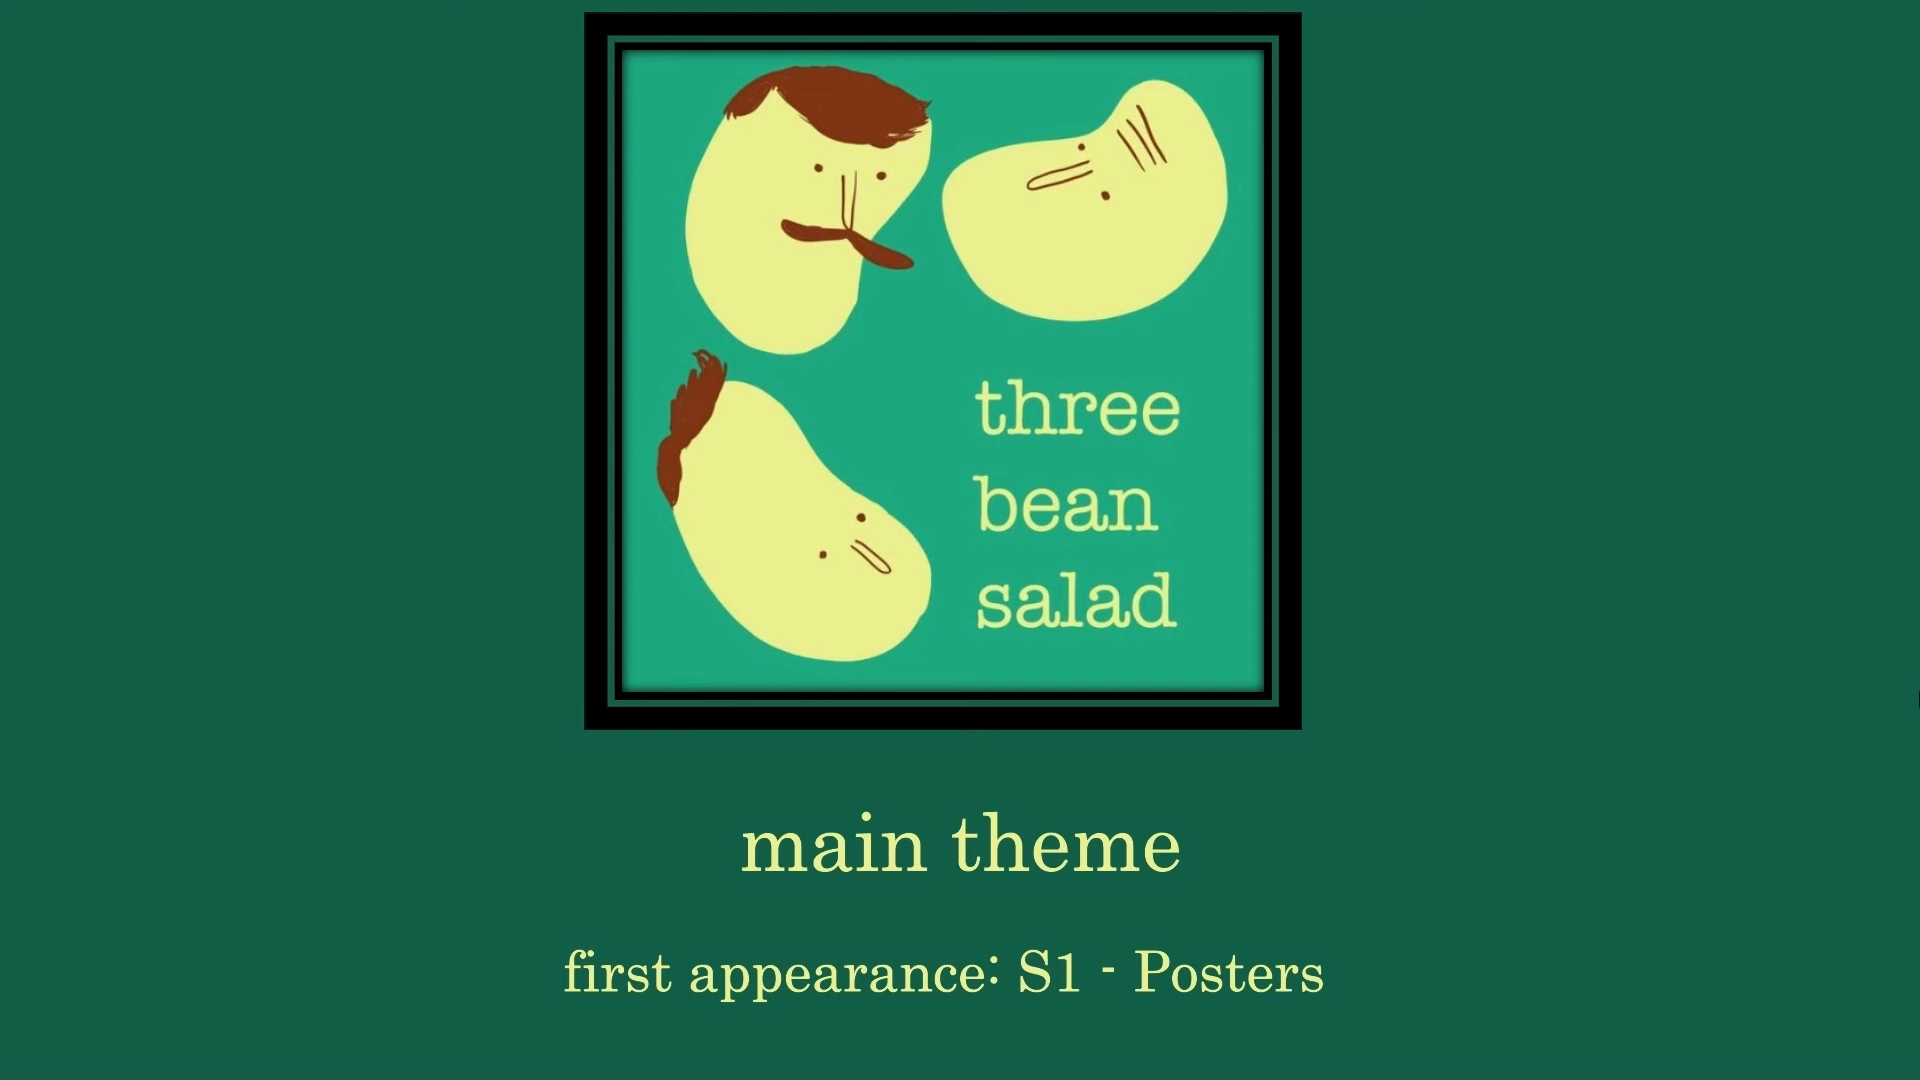 three
bean
salad
main theme
first appearance: S1 - Posters